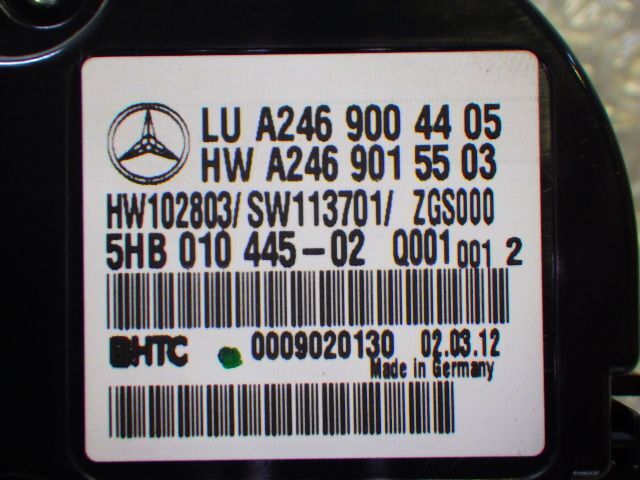 LU A246 900 44 05
HW A246 901 55 03
HW102803/ SW113701/ ZGS000
5HB 010 445-02 Q001 001 2
BHTC 0009020130 02.03.12
Made in Germany